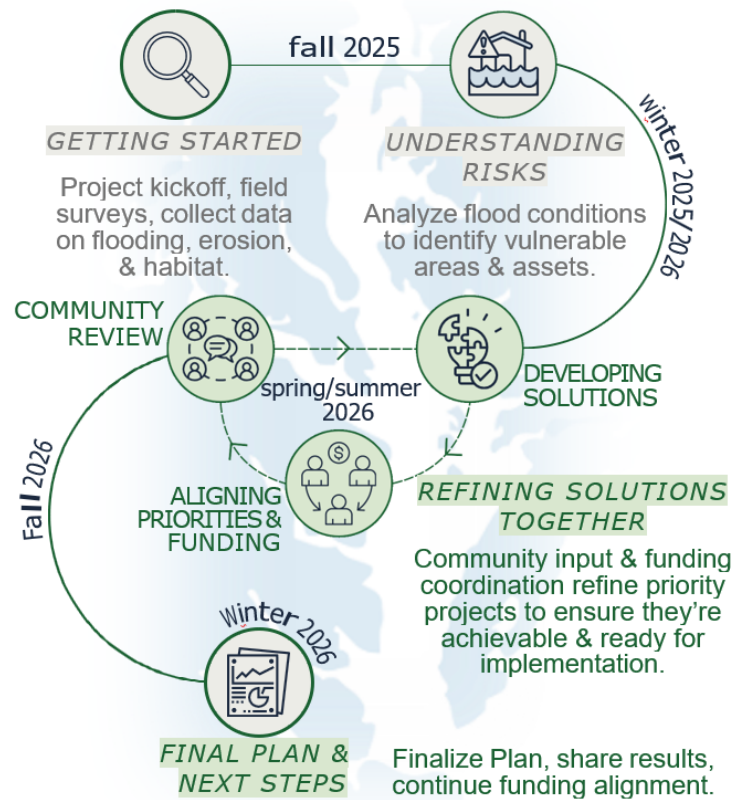 fall 2025
GETTING STARTED
Project kickoff, field
surveys, collect data
on flooding, erosion,
& habitat.
UNDERSTANDING
RISKS
Analyze flood conditions
to identify vulnerable
areas & assets.
winter 2025/2026
COMMUNITY
REVIEW
DEVELOPING
SOLUTIONS
spring/summer
2026
ALIGNING
PRIORITIES &
FUNDING
$
REFINING SOLUTIONS
TOGETHER
Community input & funding
coordination refine priority
projects to ensure they're
achievable & ready for
implementation.
Fall 2026
Winter 2026
FINAL PLAN &
NEXT STEPS
Finalize Plan, share results,
continue funding alignment.